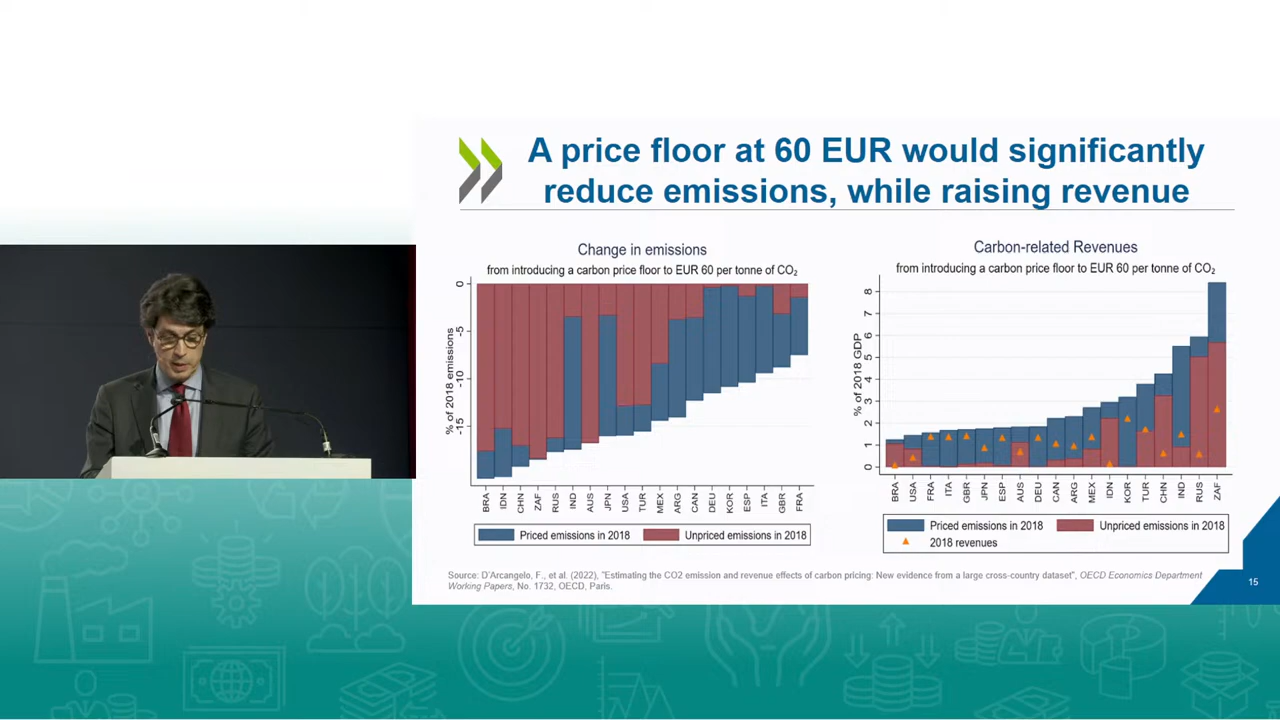 A price floor at 60 EUR would significantly
reduce emissions, while raising revenue
Change in emissions
from introducing a carbon price floor to EUR 60 per tonne of CO₂
% of 2018 emissions
0
-5
-10
-15
BRA
IDN
CHN
ZAF
RUS
IND
AUS
JPN
USA
TUR
MEX
ARG
CAN
DEU
KOR
ESP
ITA
GBR
FRA
Priced emissions in 2018
Unpriced emissions in 2018
Carbon-related Revenues
from introducing a carbon price floor to EUR 60 per tonne of CO₂
% of 2018 GDP
8
7
6
5
4
3
2
1
0
BRA
USA
FRA
ITA
GBR
JPN
ESP
AUS
DEU
CAN
ARG
MEX
IDN
KOR
TUR
CHN
IND
RUS
ZAF
Priced emissions in 2018
Unpriced emissions in 2018
2018 revenues
Source: D'Arcangelo, F., et al. (2022), "Estimating the CO2 emission and revenue effects of carbon pricing: New evidence from a large cross-country dataset", OECD Economics Department
Working Papers, No. 1732, OECD, Paris.
15